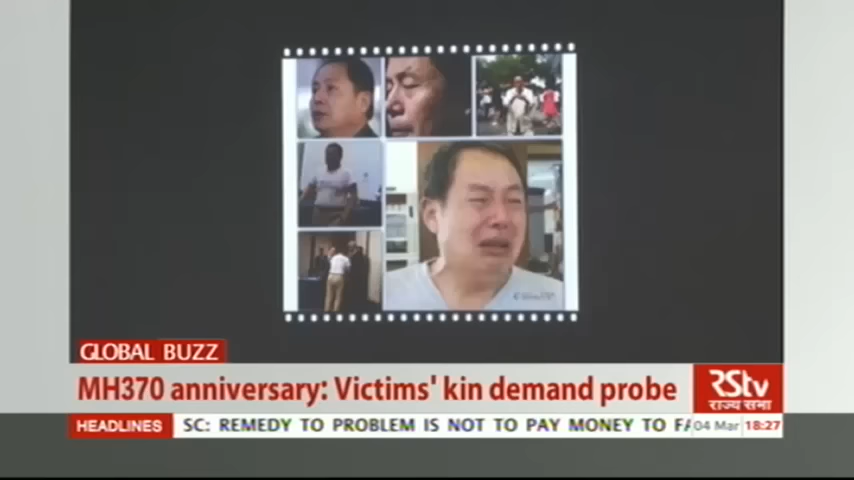 GLOBAL BUZZ
MH370 anniversary: Victims' kin demand probe
RStv
राज्य सभा
HEADLINES
SC: REMEDY TO PROBLEM IS NOT TO PAY MONEY TO
04 Mar 18:27